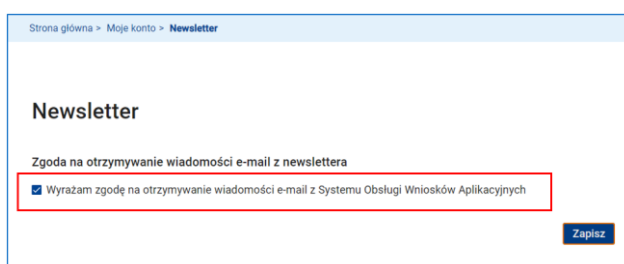 Strona główna > Moje konto > Newsletter
Newsletter
Zgoda na otrzymywanie wiadomości e-mail z newslettera
Wyrażam zgodę na otrzymywanie wiadomości e-mail z Systemu Obsługi Wniosków Aplikacyjnych
Zapisz